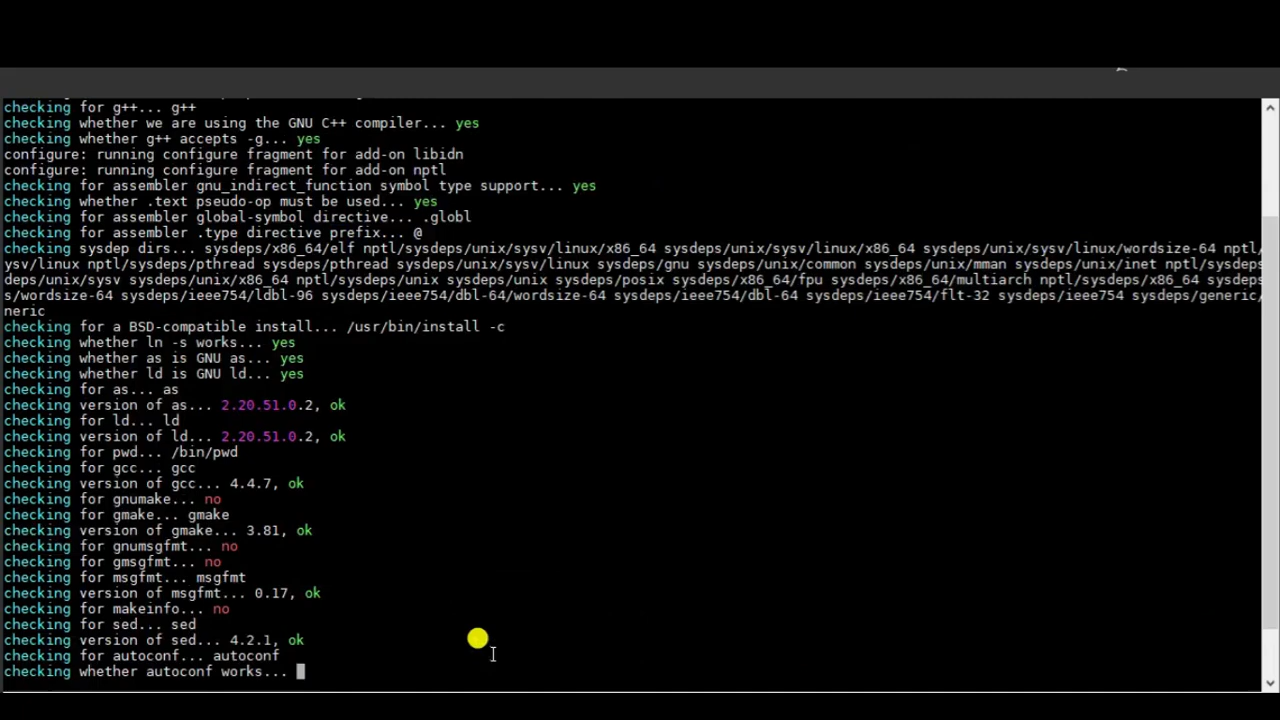 checking for g++... g++
checking whether we are using the GNU C++ compiler... yes
checking whether g++ accepts -g... yes
configure: running configure fragment for add-on libidn
configure: running configure fragment for add-on nptl
checking for assembler gnu_indirect_function symbol type support... yes
checking whether .text pseudo-op must be used... yes
checking for assembler global-symbol directive... .globl
checking for assembler .type directive prefix... @
checking sysdep dirs... sysdeps/x86_64/elf nptl/sysdeps/unix/sysv/linux/x86_64 sysdeps/unix/sysv/linux/x86_64 sysdeps/unix/sysv/linux/wordsize-64 nptl/
ysv/linux nptl/sysdeps/pthread sysdeps/pthread sysdeps/unix/sysv/linux sysdeps/gnu sysdeps/unix/common sysdeps/unix/mman sysdeps/unix/inet nptl/sysdeps
ysdeps/unix/sysv sysdeps/unix/x86_64 nptl/sysdeps/unix sysdeps/unix sysdeps/posix sysdeps/x86_64/fpu sysdeps/x86_64/multiarch nptl/sysdeps/x86_64 sysdeps
s/wordsize-64 sysdeps/ieee754/ldbl-96 sysdeps/ieee754/dbl-64/wordsize-64 sysdeps/ieee754/dbl-64 sysdeps/ieee754/flt-32 sysdeps/ieee754 sysdeps/generic/
neric
checking for a BSD-compatible install... /usr/bin/install -c
checking whether ln -s works... yes
checking whether as is GNU as... yes
checking whether ld is GNU ld... yes
checking for as... as
checking version of as... 2.20.51.0.2, ok
checking for ld... ld
checking version of ld... 2.20.51.0.2, ok
checking for pwd... /bin/pwd
checking for gcc... gcc
checking version of gcc... 4.4.7, ok
checking for gnumake... no
checking for gmake... gmake
checking version of gmake... 3.81, ok
checking for gnumsgfmt... no
checking for gmsgfmt... no
checking for msgfmt... msgfmt
checking version of msgfmt... 0.17, ok
checking for makeinfo... no
checking for sed... sed
checking version of sed... 4.2.1, ok
checking for autoconf... autoconf
checking whether autoconf works...